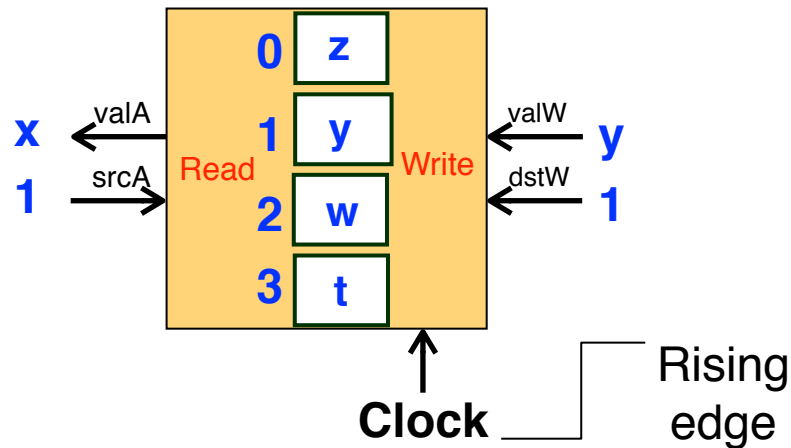 0 z
x valA 1 y valW y
Read Write
1 srcA 2 w dstW 1
3 t
Clock
Rising
edge